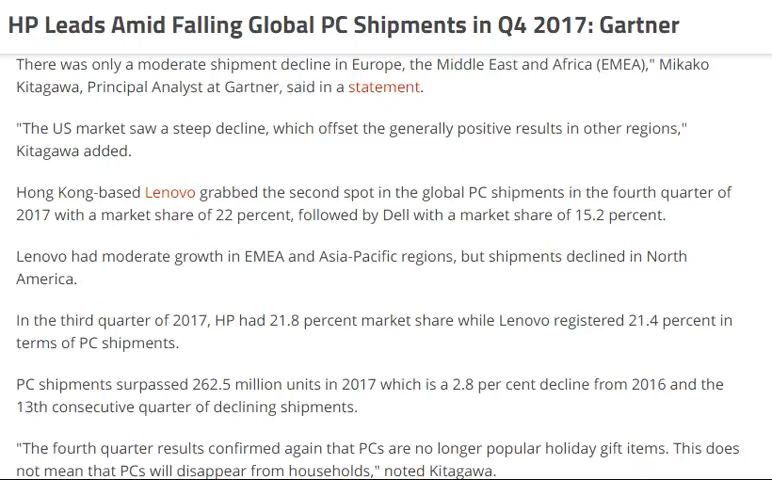 HP Leads Amid Falling Global PC Shipments in Q4 2017: Gartner
There was only a moderate shipment decline in Europe, the Middle East and Africa (EMEA)," Mikako
Kitagawa, Principal Analyst at Gartner, said in a statement.
"The US market saw a steep decline, which offset the generally positive results in other regions,"
Kitagawa added.
Hong Kong-based Lenovo grabbed the second spot in the global PC shipments in the fourth quarter of
2017 with a market share of 22 percent, followed by Dell with a market share of 15.2 percent.
Lenovo had moderate growth in EMEA and Asia-Pacific regions, but shipments declined in North
America.
In the third quarter of 2017, HP had 21.8 percent market share while Lenovo registered 21.4 percent in
terms of PC shipments.
PC shipments surpassed 262.5 million units in 2017 which is a 2.8 per cent decline from 2016 and the
13th consecutive quarter of declining shipments.
"The fourth quarter results confirmed again that PCs are no longer popular holiday gift items. This does
not mean that PCs will disappear from households," noted Kitagawa.